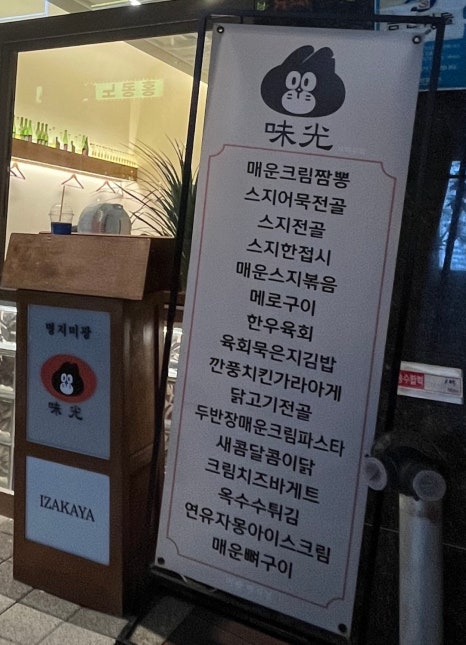 味光
매운크림짬뽕
스지어묵전골
스지전골
스지한접시
매운스지볶음
메로구이
한우육회
육회묵은지김밥
깐풍치킨가라아게
닭고기전골
두반장매운크림파스타
새콤달콤이닭
크림치즈바게트
옥수수튀김
연유자몽아이스크림
매운뼈구이
명지미광
味光
IZAKAYA